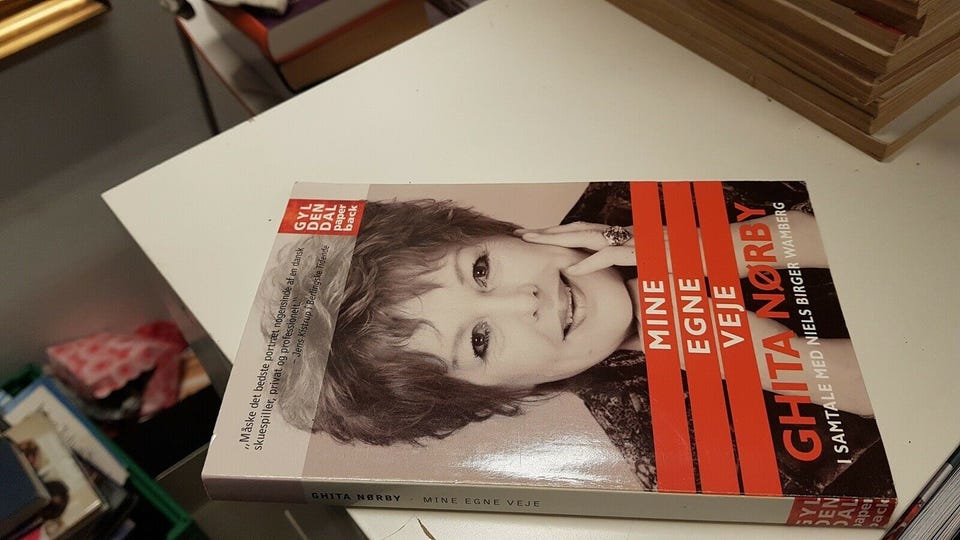 GYL
DEN
DAL
paper
back
„Måske det bedste portræt nogensinde af en dansk
skuespiller, privat og professionelt.”
– Jens Kistrup i Berlingske Tidende
MINE
EGNE
VEJE
GHITA NØRBY
I SAMTALE MED NIELS BIRGER WAMBERG
GHITA NØRBY · MINE EGNE VEJE
GYL
DEN
DAL
paper
back